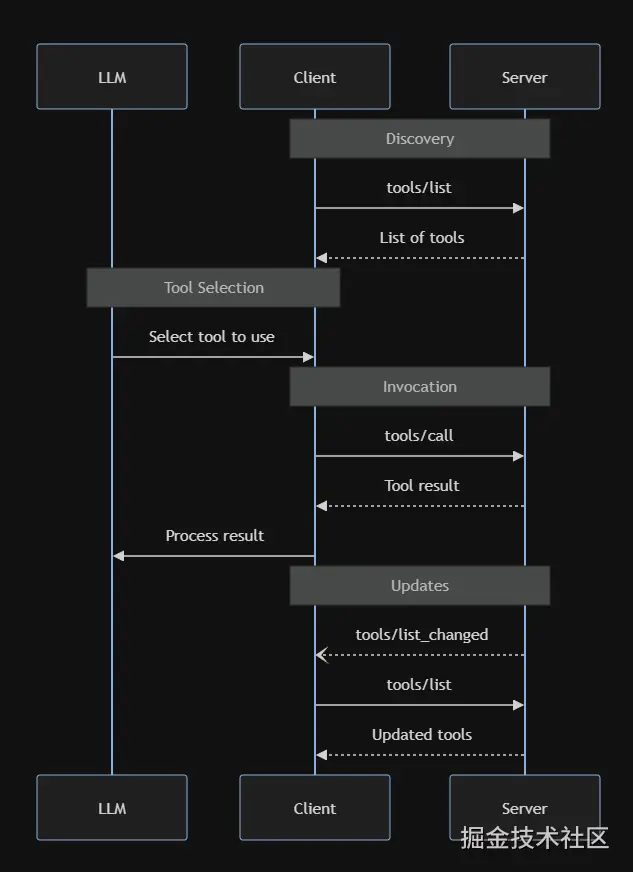 LLM Client Server
Discovery
tools/list
List of tools
Tool Selection
Select tool to use
Invocation
tools/call
Tool result
Process result
Updates
tools/list_changed
tools/list
Updated tools
LLM Client Server
掘金技术社区